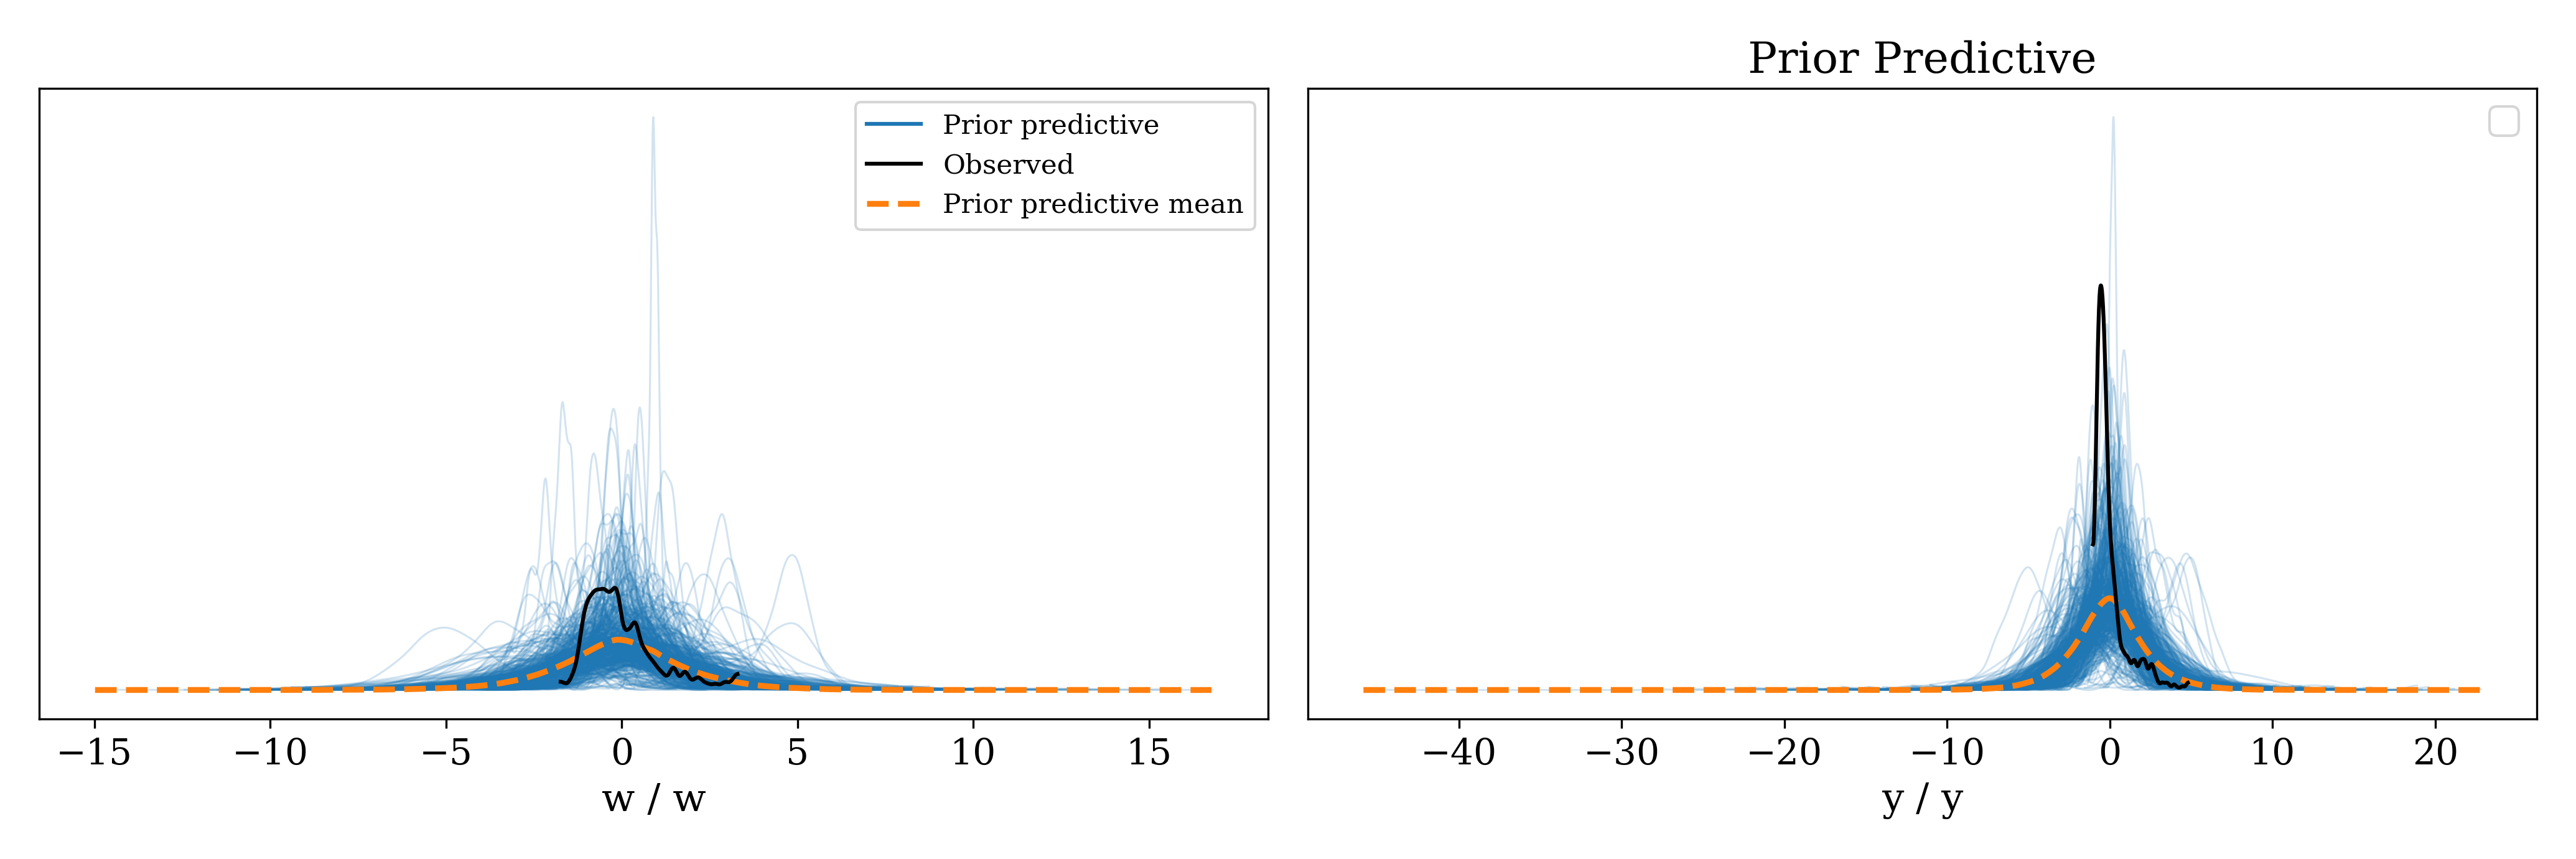 Prior Predictive
Prior predictive
Observed
Prior predictive mean
−15 −10 −5 0 5 10 15
w / w
−40 −30 −20 −10 0 10 20
y / y